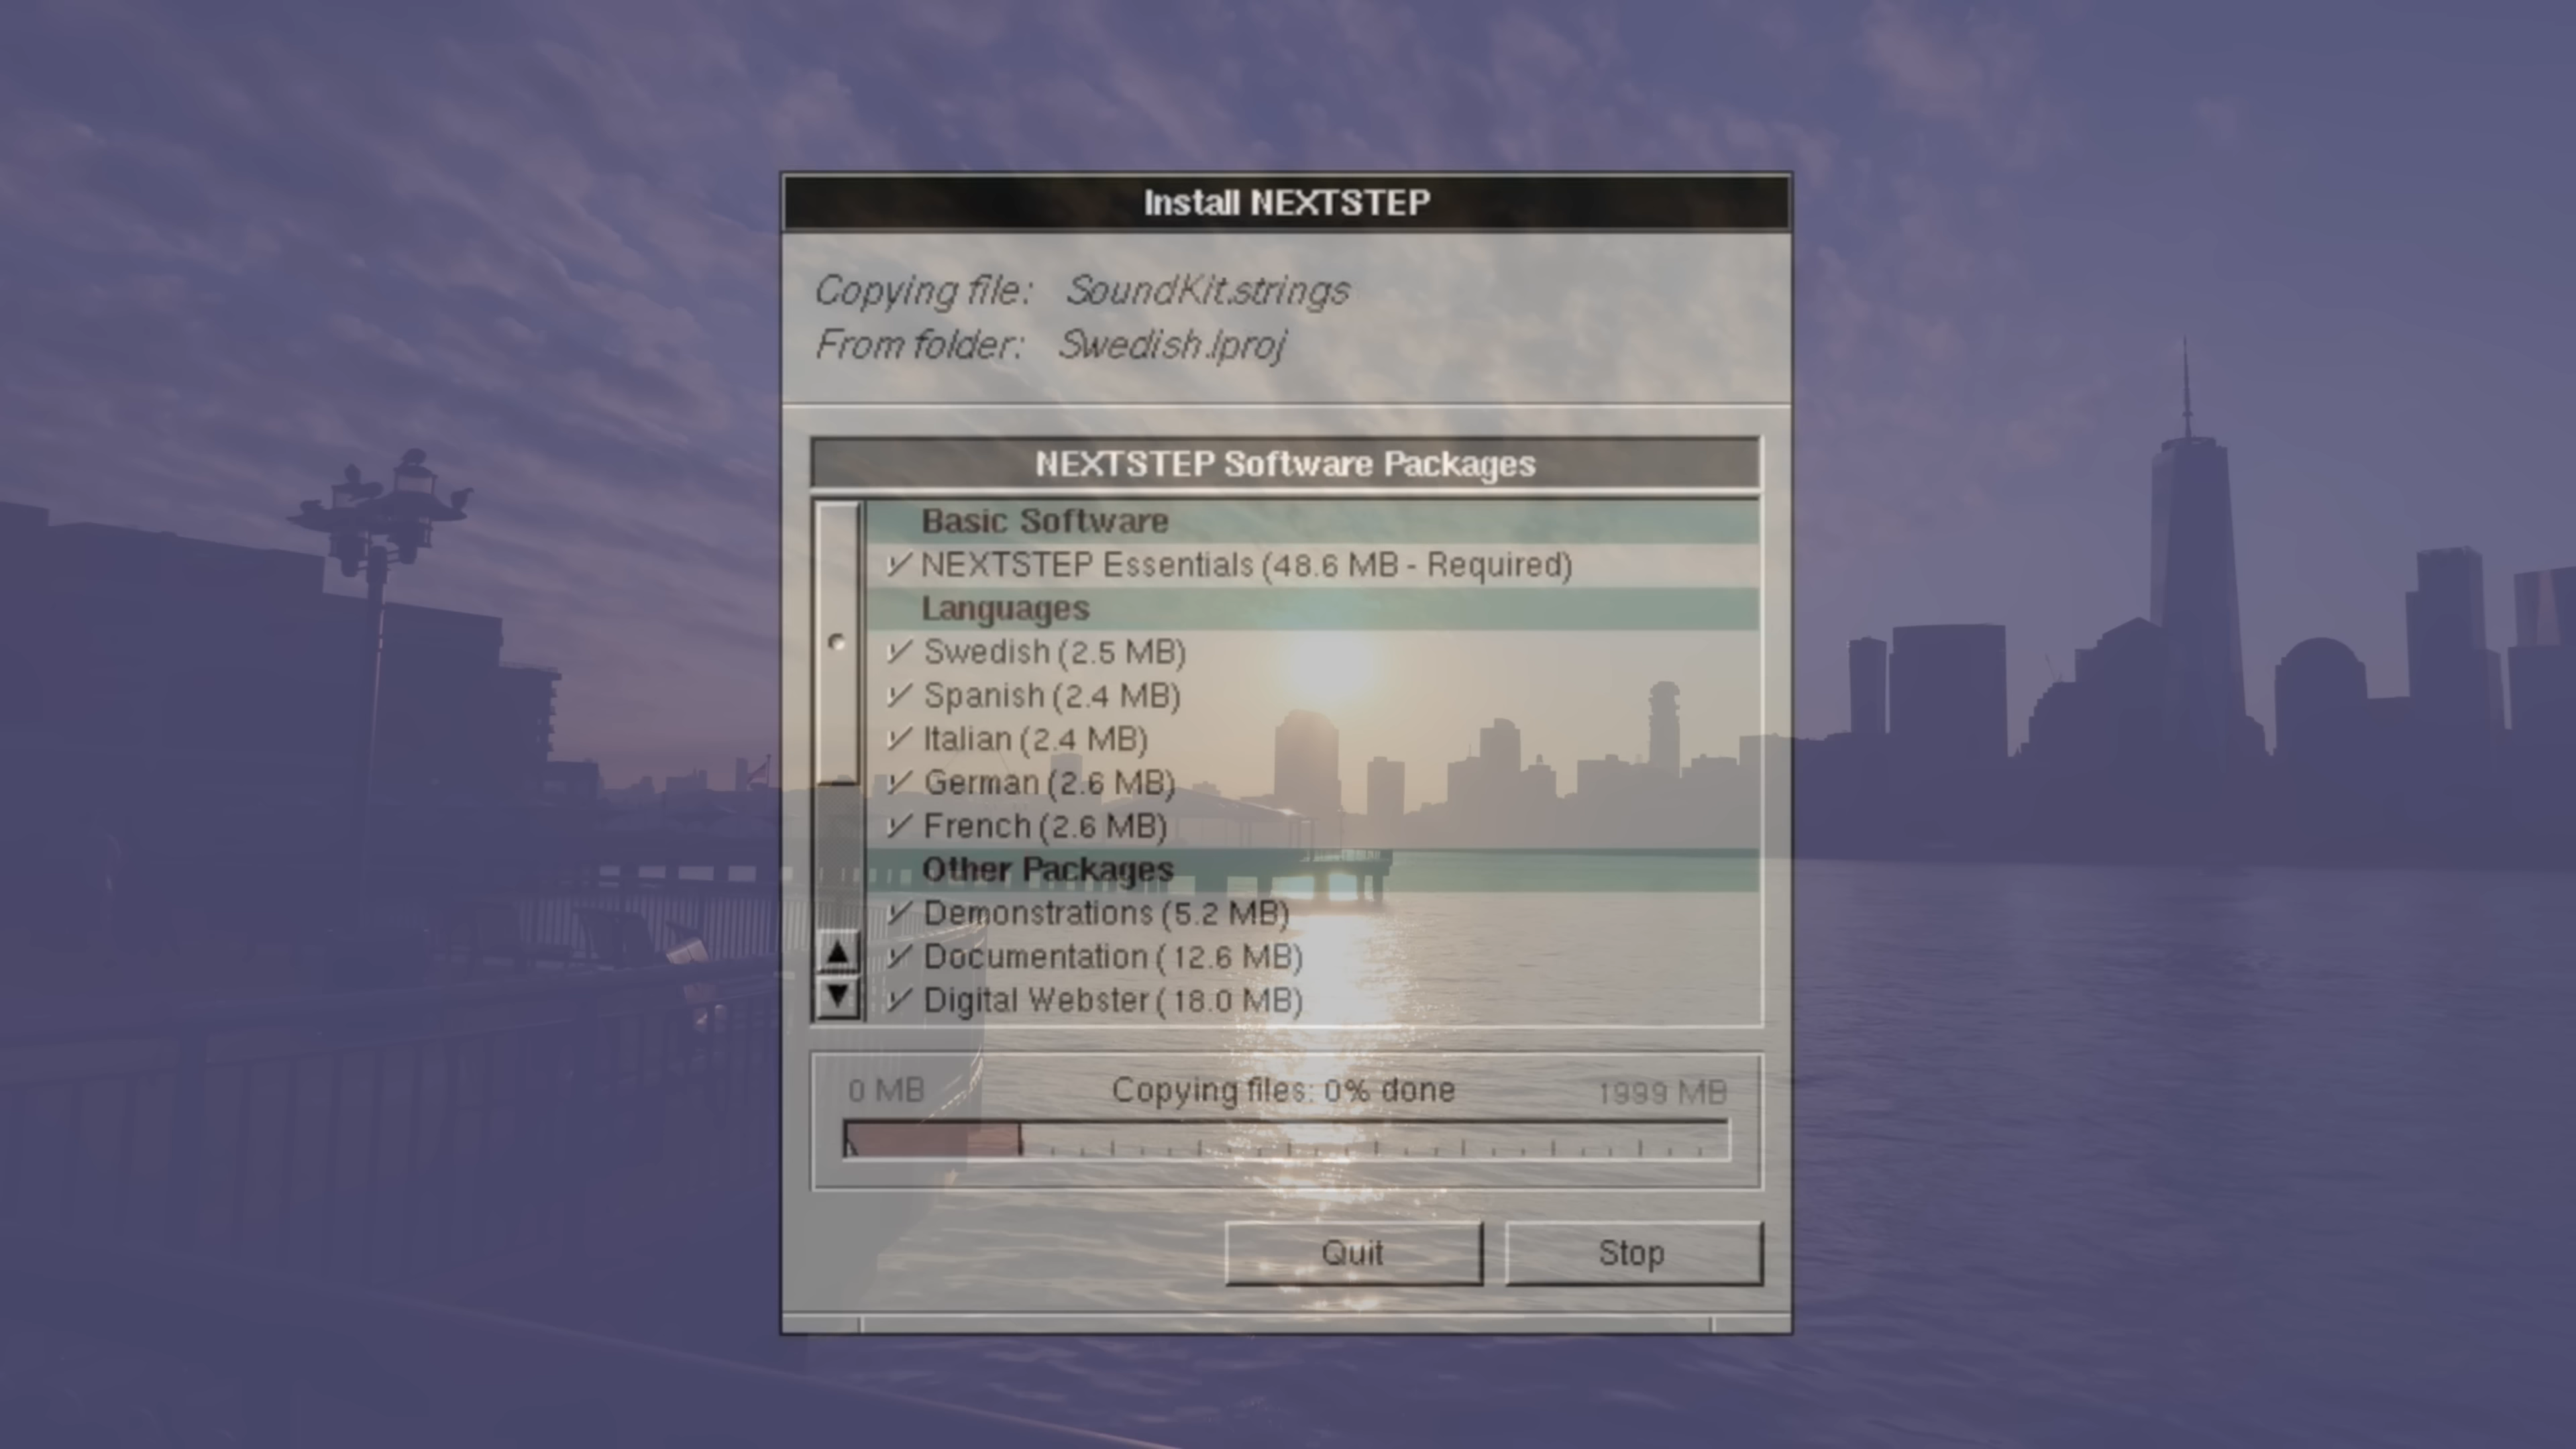 Install NEXTSTEP
Copying file: SoundKit.strings
From folder: Swedish.lproj
NEXTSTEP Software Packages
Basic Software
NEXTSTEP Essentials (48.6 MB - Required)
Languages
Swedish (2.5 MB)
Spanish (2.4 MB)
Italian (2.4 MB)
German (2.6 MB)
French (2.6 MB)
Other Packages
Demonstrations (5.2 MB)
Documentation (12.6 MB)
Digital Webster (18.0 MB)
0 MB Copying files: 0% done 1999 MB
Quit Stop